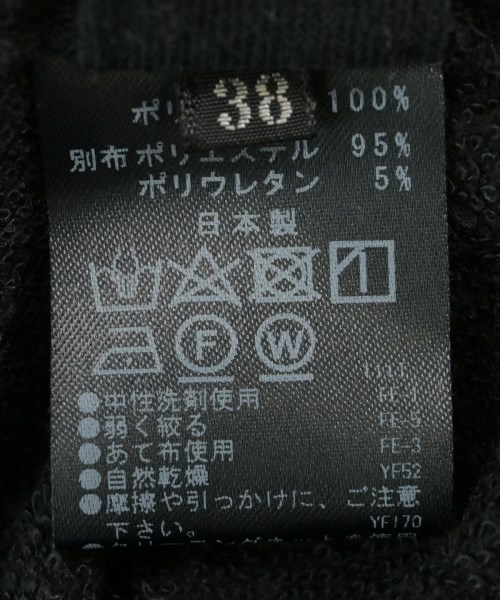 38
ポリ 100%
別布 ポリエステル 95%
ポリウレタン 5%
日本製
F W
●中性洗剤使用 FE-1
●弱く絞る FE-5
●あて布使用 FE-3
●自然乾燥 YF52
●摩擦や引っかけに、ご注意
下さい。 YF170